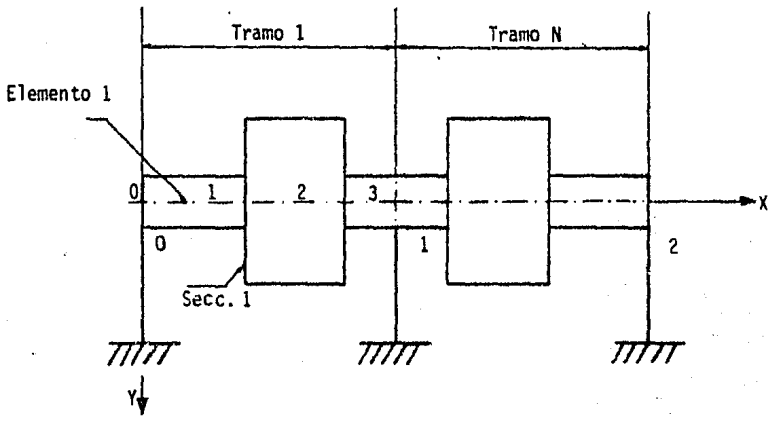 Tramo 1
Tramo N
Elemento 1
0 1 2 3
X
0
1
2
Secc. 1
Y